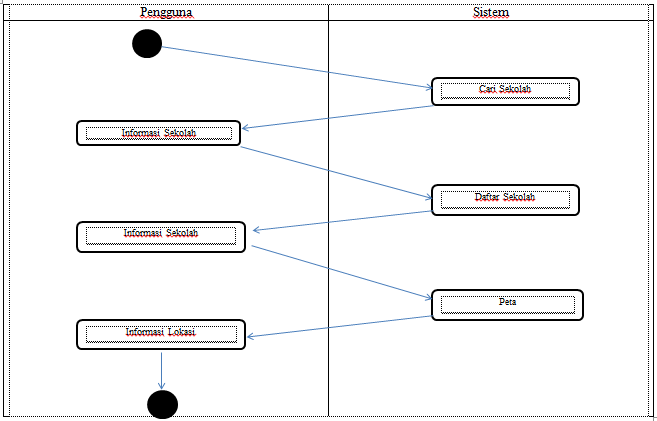 Pengguna
Sistem
Cari Sekolah
Informasi Sekolah
Daftar Sekolah
Informasi Sekolah
Peta
Informasi Lokasi